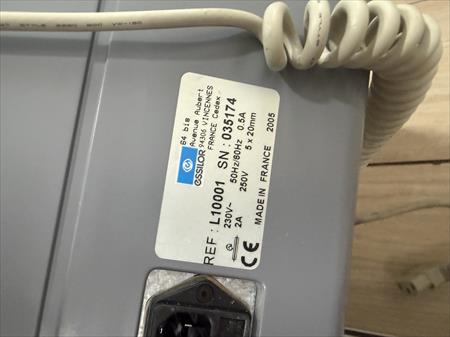 essilor
64 bis
Avenue Aubert
94306 VINCENNES
FRANCE Cedex
REF: L10001 SN: 035174
230V~ 50Hz/60Hz 0.5A
2A 250V 5 x 20mm
CE MADE IN FRANCE 2005